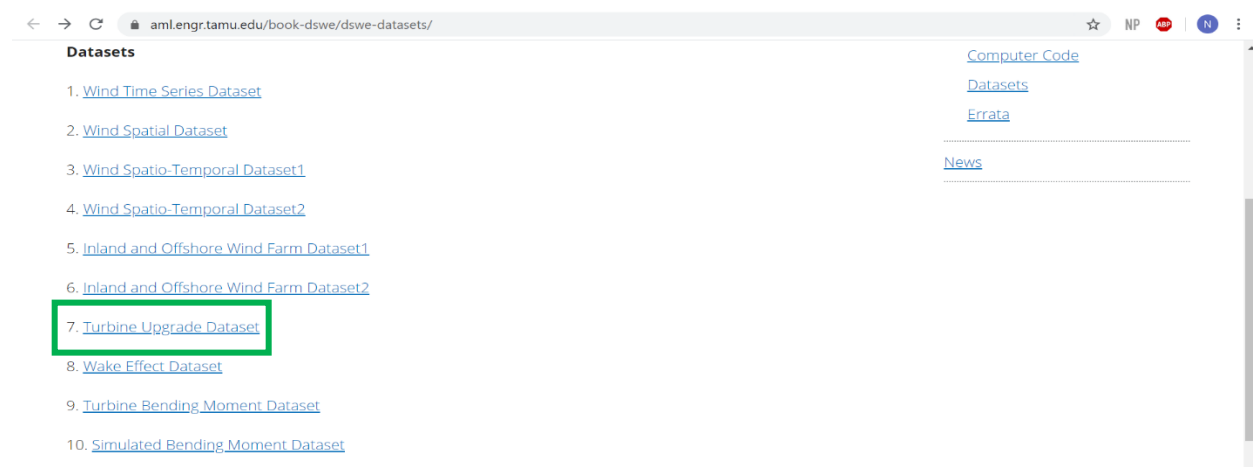 aml.engr.tamu.edu/book-dswe/dswe-datasets/
NP
ABP
N
Datasets
1. Wind Time Series Dataset
2. Wind Spatial Dataset
3. Wind Spatio-Temporal Dataset1
4. Wind Spatio-Temporal Dataset2
5. Inland and Offshore Wind Farm Dataset1
6. Inland and Offshore Wind Farm Dataset2
7. Turbine Upgrade Dataset
8. Wake Effect Dataset
9. Turbine Bending Moment Dataset
10. Simulated Bending Moment Dataset
Computer Code
Datasets
Errata
News